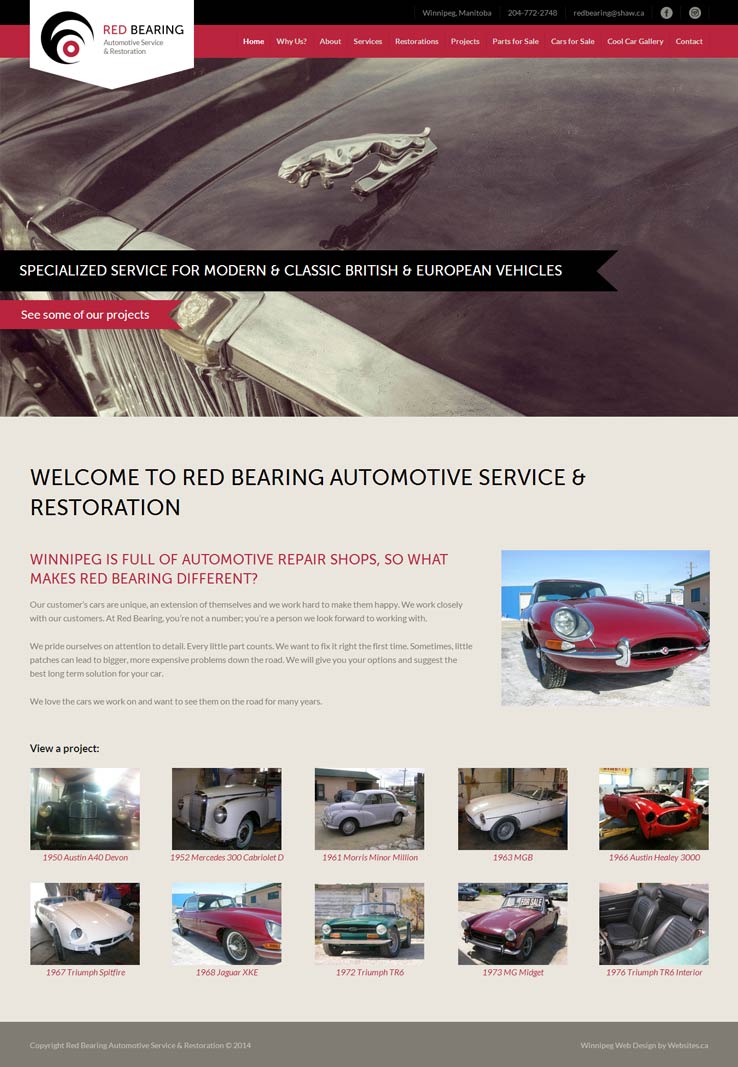 Winnipeg, Manitoba
204-772-2748
redbearing@shaw.ca
RED BEARING
Automotive Service
& Restoration
Home Why Us? About Services Restorations Projects Parts for Sale Cars for Sale Cool Car Gallery Contact
SPECIALIZED SERVICE FOR MODERN & CLASSIC BRITISH & EUROPEAN VEHICLES
See some of our projects
WELCOME TO RED BEARING AUTOMOTIVE SERVICE &
RESTORATION
WINNIPEG IS FULL OF AUTOMOTIVE REPAIR SHOPS, SO WHAT
MAKES RED BEARING DIFFERENT?
Our customer's cars are unique, an extension of themselves and we work hard to make them happy. We work closely
with our customers. At Red Bearing, you're not a number; you're a person we look forward to working with.
We pride ourselves on attention to detail. Every little part counts. We want to fix it right the first time. Sometimes, little
patches can lead to bigger, more expensive problems down the road. We will give you your options and suggest the
best long term solution for your car.
We love the cars we work on and want to see them on the road for many years.
View a project:
1950 Austin A40 Devon
1952 Mercedes 300 Cabriolet D
1961 Morris Minor Million
1963 MGB
1966 Austin Healey 3000
FOR SALE
1967 Triumph Spitfire
1968 Jaguar XKE
1972 Triumph TR6
1973 MG Midget
1976 Triumph TR6 Interior
Copyright Red Bearing Automotive Service & Restoration © 2014
Winnipeg Web Design by Websites.ca